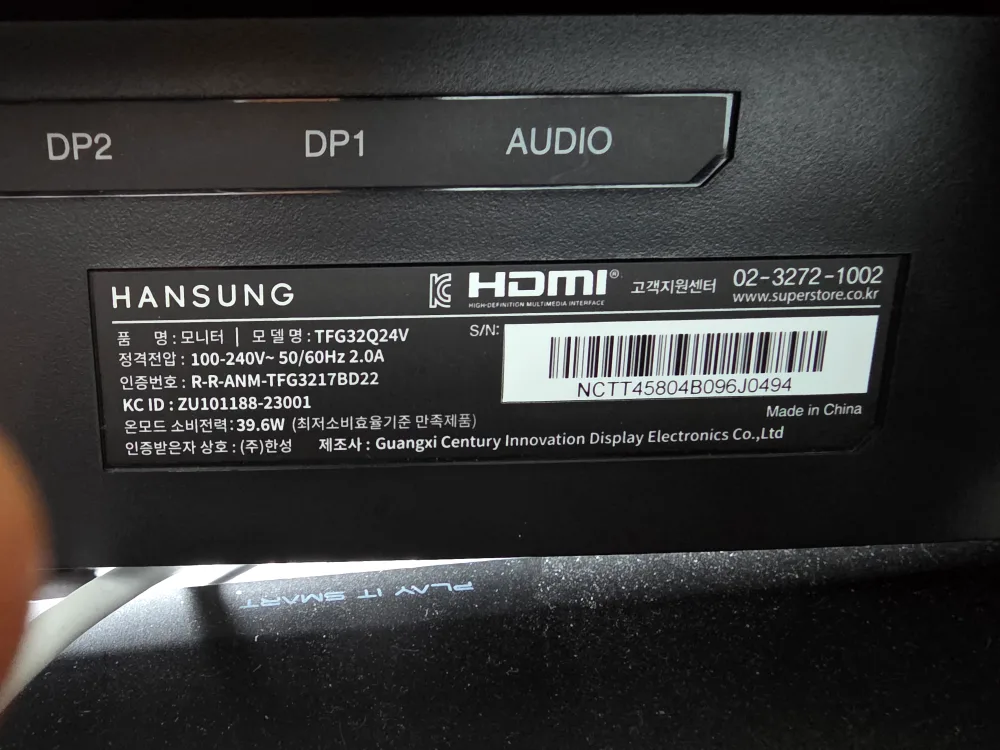 DP2 DP1 AUDIO
HANSUNG
HDMI®
HIGH-DEFINITION MULTIMEDIA INTERFACE
고객지원센터 02-3272-1002
www.superstore.co.kr
품 명 : 모니터 | 모 델 명 : TFG32Q24V
정격전압 : 100-240V~ 50/60Hz 2.0A
인증번호 : R-R-ANM-TFG3217BD22
KC ID : ZU101188-23001
온모드 소비전력 : 39.6W (최저소비효율기준 만족제품)
인증받은자 상호 : (주)한성 제조사 : Guangxi Century Innovation Display Electronics Co.,Ltd
S/N:
NCTT45804B096J0494
Made in China
PLAY IT SMART